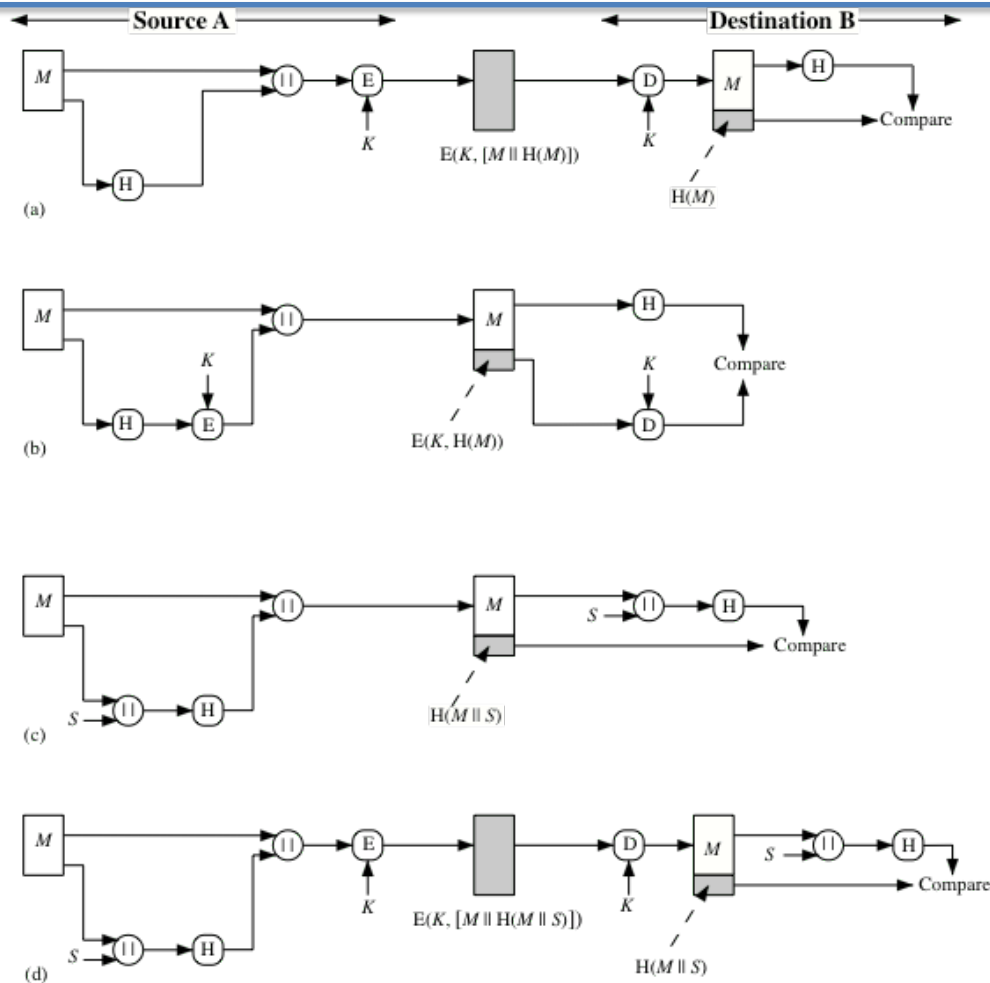 Source A Destination B
M || E D M H
K K Compare
E(K, [M || H(M)])
H H(M)
(a)
M || M H
K K Compare
H E D
E(K, H(M))
(b)
M || M S || H
Compare
S || H H(M || S)
(c)
M || E D M S || H
K K Compare
E(K, [M || H(M || S)])
S || H H(M || S)
(d)